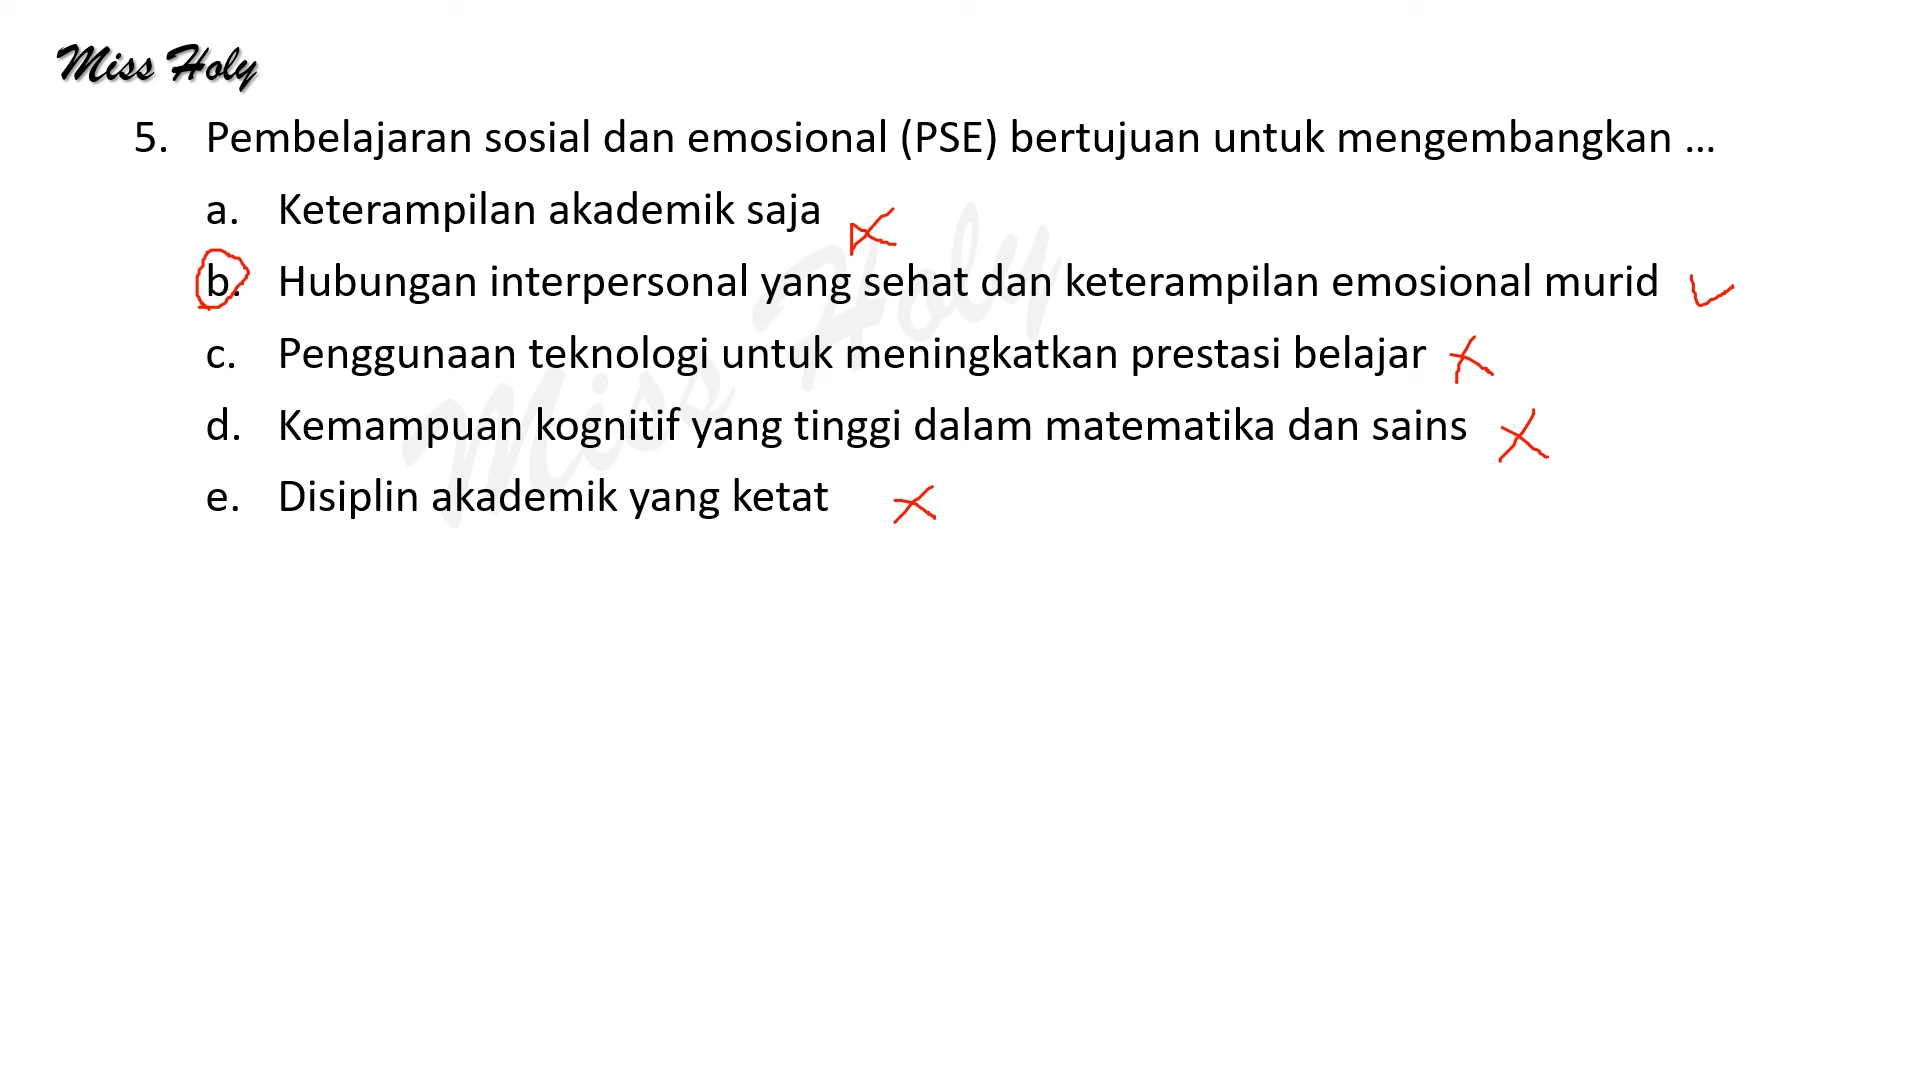 Miss Holy
5. Pembelajaran sosial dan emosional (PSE) bertujuan untuk mengembangkan ...
a. Keterampilan akademik saja
b. Hubungan interpersonal yang sehat dan keterampilan emosional murid
c. Penggunaan teknologi untuk meningkatkan prestasi belajar
d. Kemampuan kognitif yang tinggi dalam matematika dan sains
e. Disiplin akademik yang ketat
Miss Holy